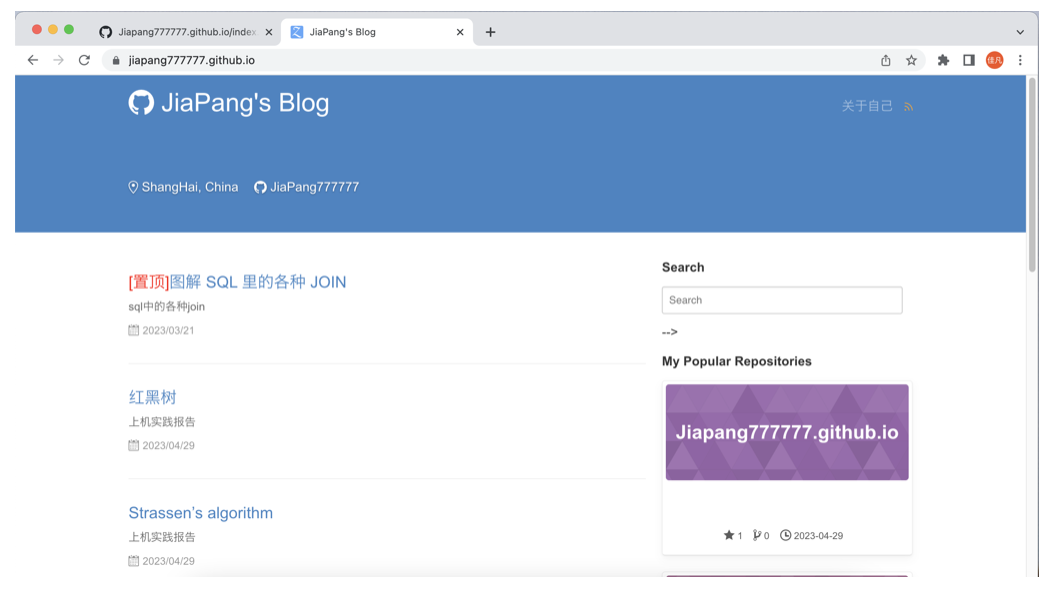 Jiapang777777.github.io/index
JiaPang's Blog
jiapang777777.github.io
佳凡
JiaPang's Blog
关于自己
ShangHai, China JiaPang777777
[置顶]图解 SQL 里的各种 JOIN
sql中的各种join
2023/03/21
红黑树
上机实践报告
2023/04/29
Strassen’s algorithm
上机实践报告
2023/04/29
Search
Search
-->
My Popular Repositories
Jiapang777777.github.io
1 0 2023-04-29